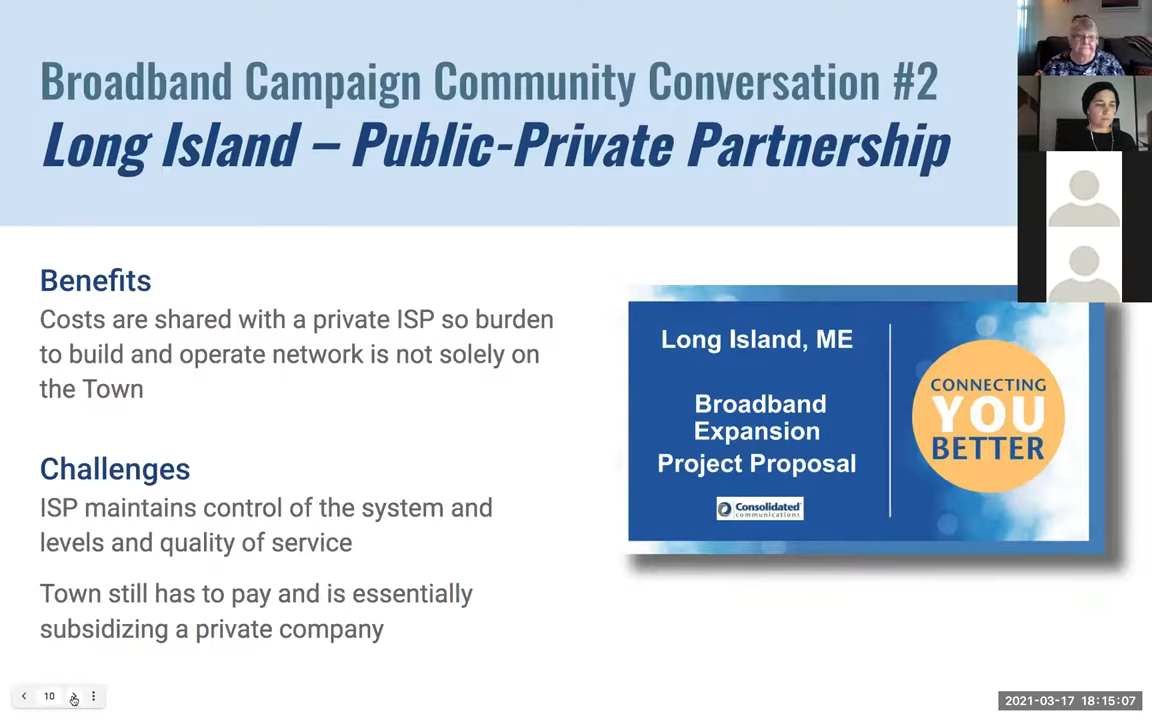 Broadband Campaign Community Conversation #2
Long Island – Public-Private Partnership
Benefits
Costs are shared with a private ISP so burden
to build and operate network is not solely on
the Town
Challenges
ISP maintains control of the system and
levels and quality of service
Town still has to pay and is essentially
subsidizing a private company
Long Island, ME
Broadband
Expansion
Project Proposal
Consolidated
communications
CONNECTING
YOU
BETTER
10
2021-03-17 18:15:07